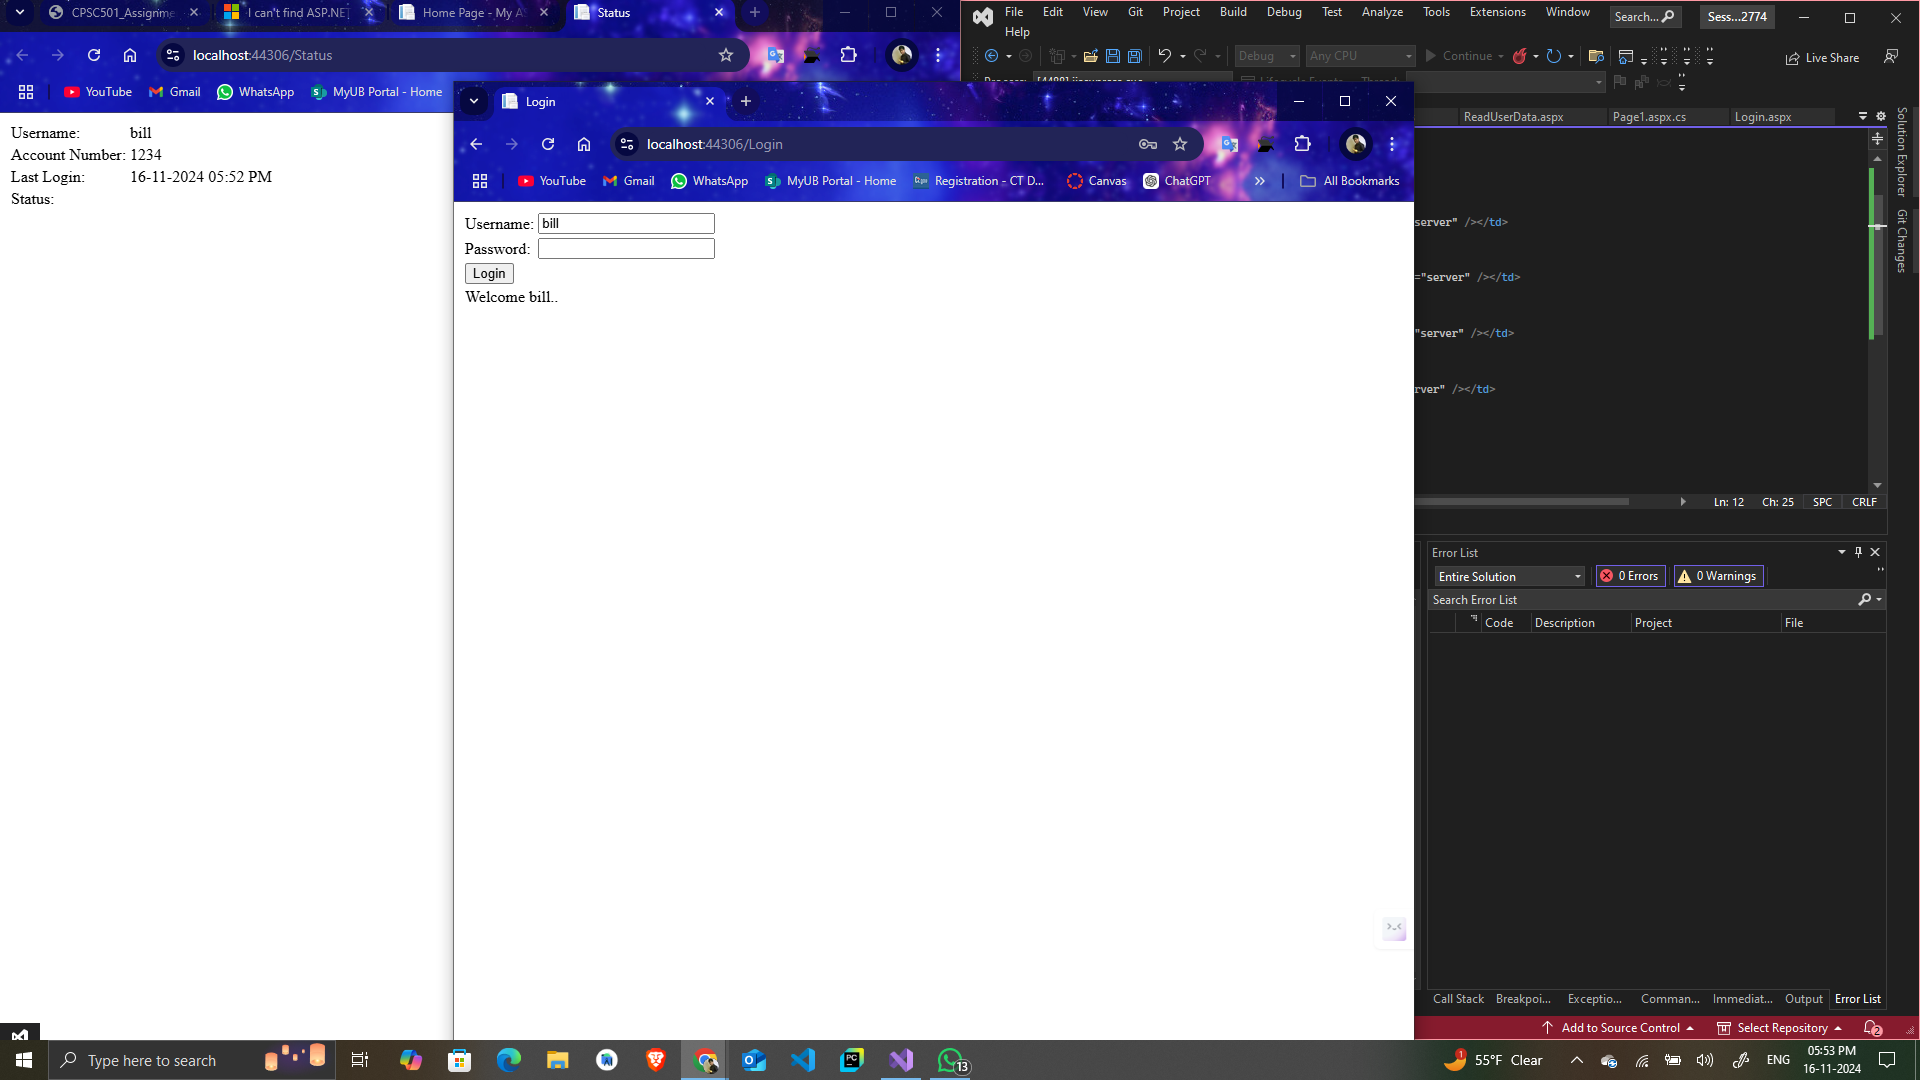 CPSC501_Assignme
I can't find ASP.NE
Home Page - My AS
Status
localhost:44306/Status
YouTube
Gmail
WhatsApp
MyUB Portal - Home
Username: bill
Account Number: 1234
Last Login: 16-11-2024 05:52 PM
Status:
Login
localhost:44306/Login
YouTube
Gmail
WhatsApp
MyUB Portal - Home
Registration - CT D...
Canvas
ChatGPT
All Bookmarks
Username: bill
Password:
Login
Welcome bill..
File Edit View Git Project Build Debug Test Analyze Tools Extensions Window
Search...
Sess...2774
Help
Debug
Any CPU
Continue
Live Share
ReadUserData.aspx
Page1.aspx.cs
Login.aspx
Solution Explorer
Git Changes
server" /></td>
="server" /></td>
"server" /></td>
rver" /></td>
Ln: 12 Ch: 25 SPC CRLF
Error List
Entire Solution
0 Errors
0 Warnings
Search Error List
Code Description Project File
Call Stack Breakpoi... Exceptio... Comman... Immediat... Output Error List
Add to Source Control
Select Repository
2
Type here to search
13
1
55°F Clear
ENG
05:53 PM
16-11-2024